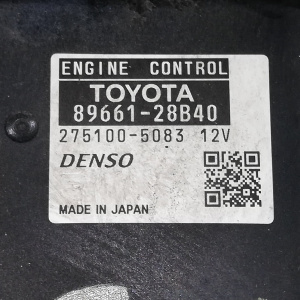 ENGINE CONTROL
TOYOTA
89661-28B40
275100-5083 12V
DENSO
MADE IN JAPAN